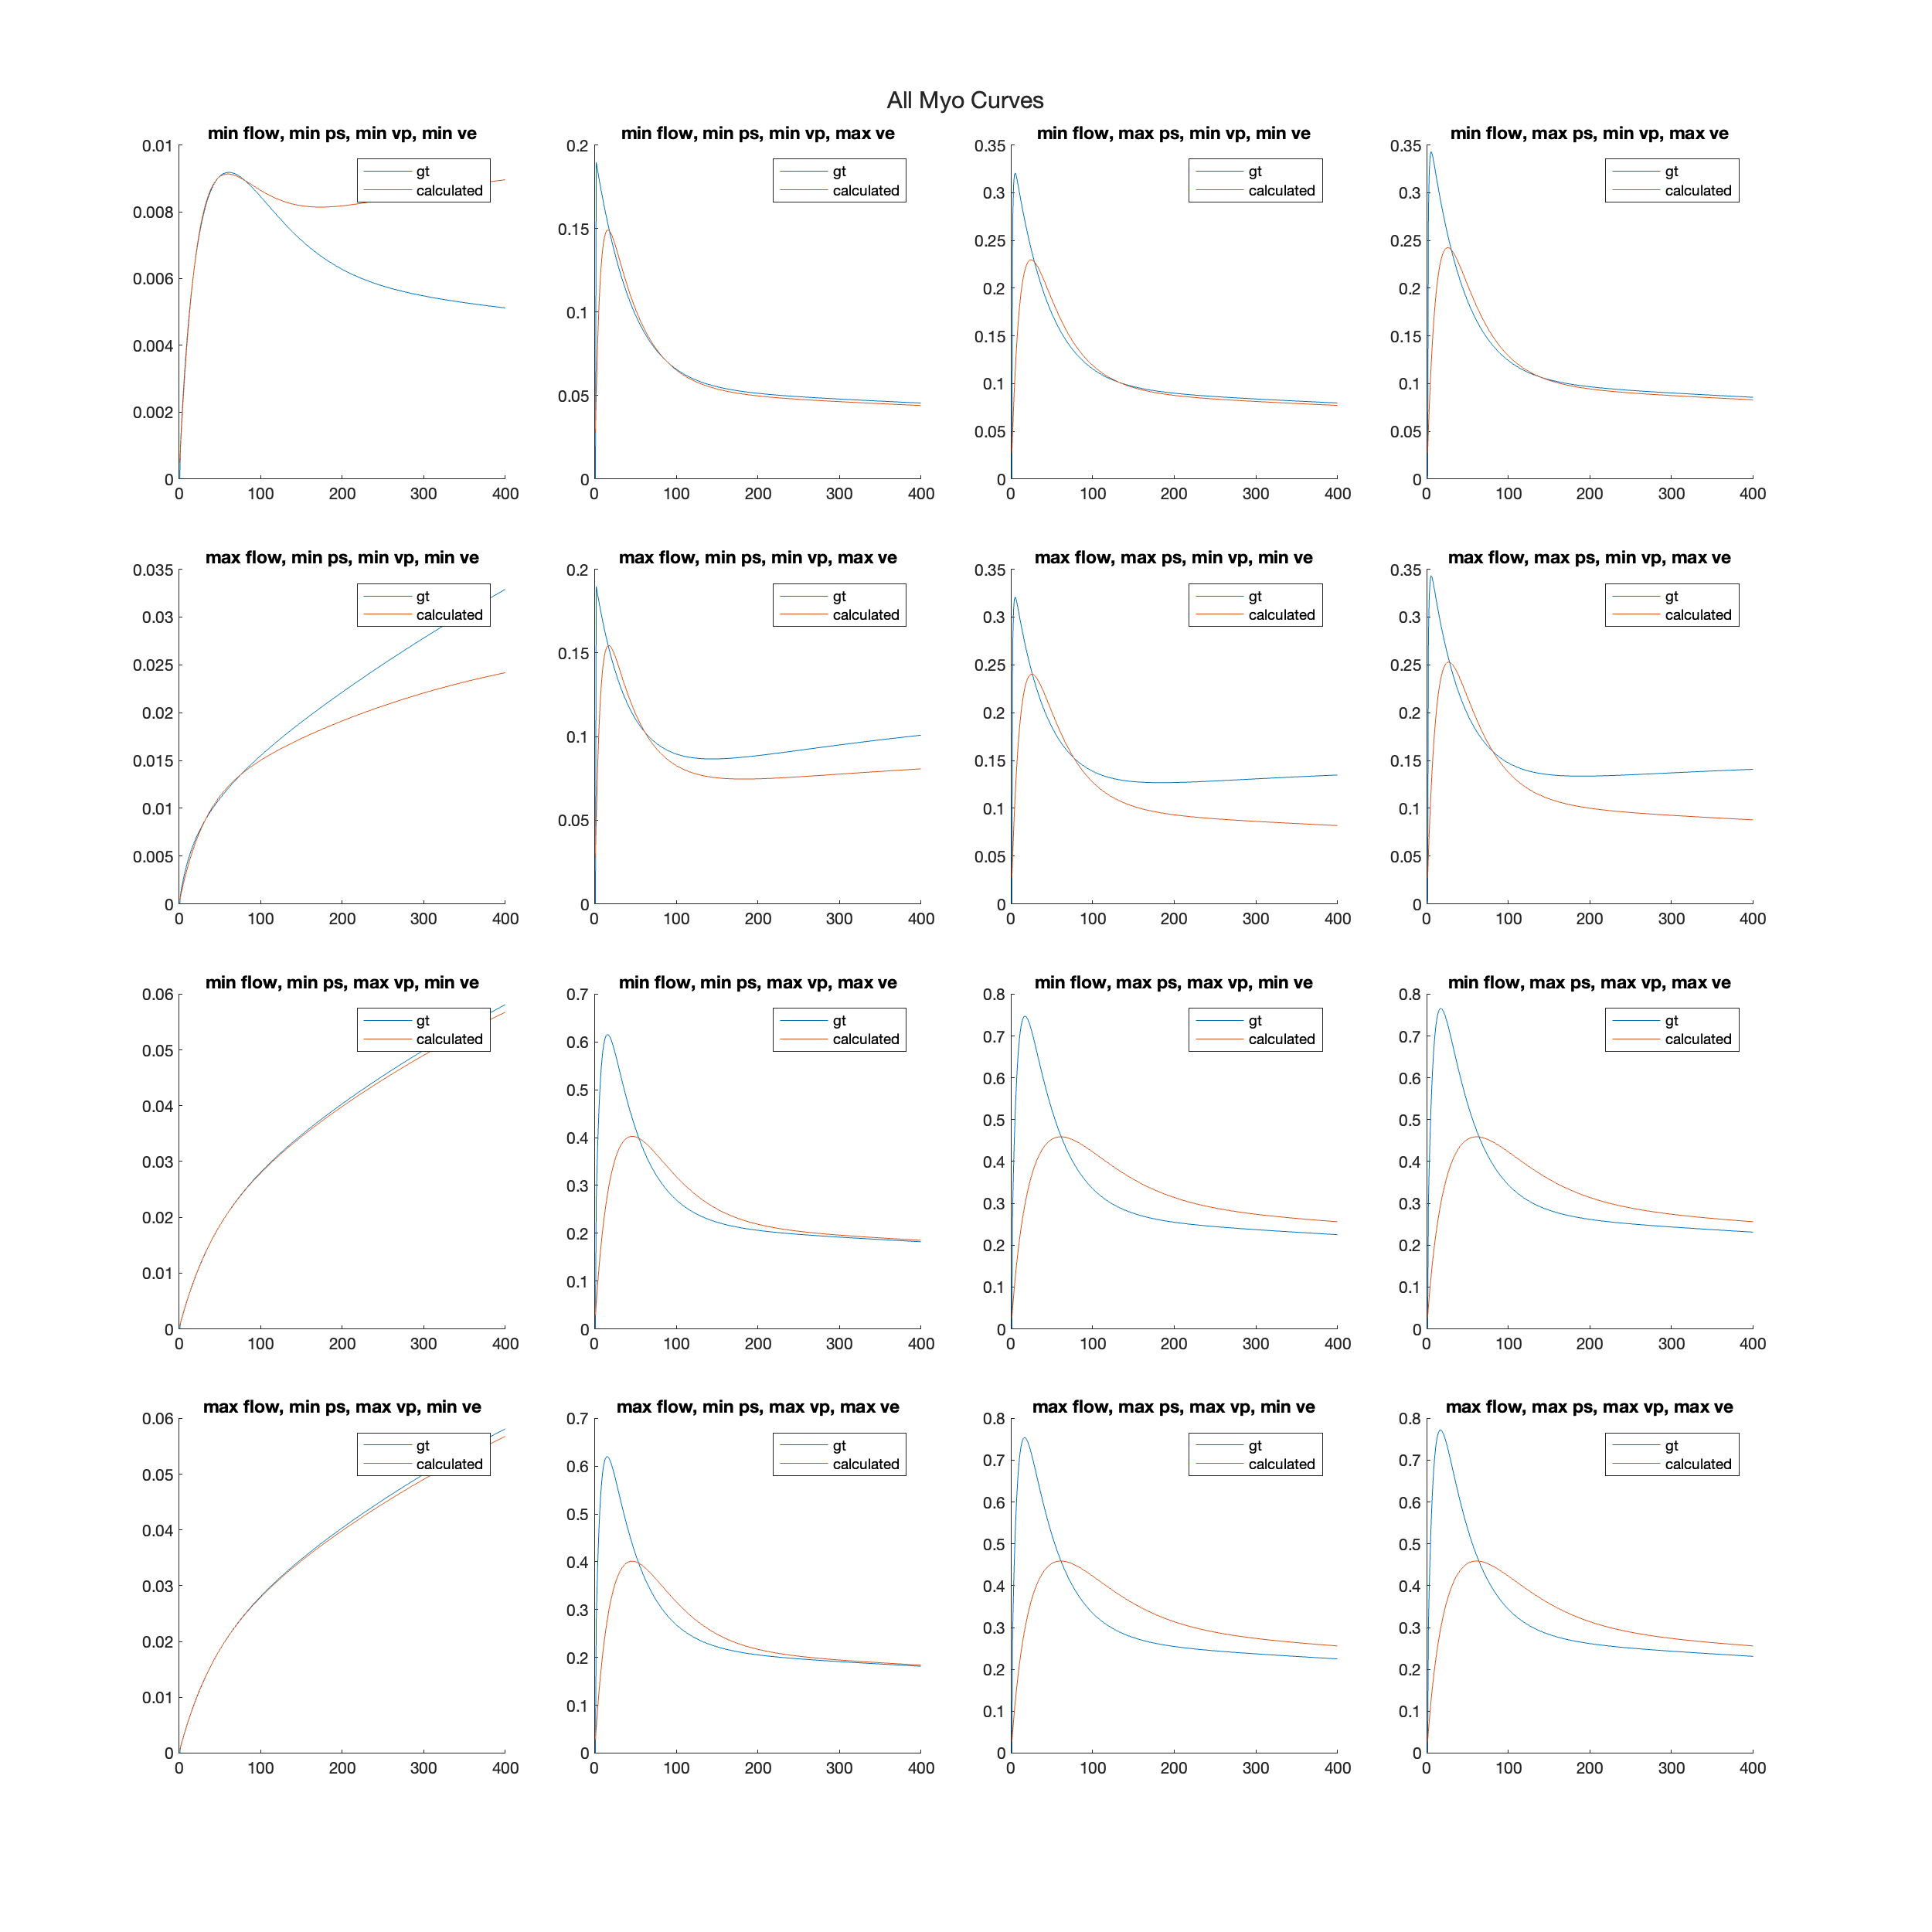 All Myo Curves
min flow, min ps, min vp, min ve
0.01
0.008
0.006
0.004
0.002
0
0 100 200 300 400
gt
calculated
min flow, min ps, min vp, max ve
0.2
0.15
0.1
0.05
0
0 100 200 300 400
gt
calculated
min flow, max ps, min vp, min ve
0.35
0.3
0.25
0.2
0.15
0.1
0.05
0
0 100 200 300 400
gt
calculated
min flow, max ps, min vp, max ve
0.35
0.3
0.25
0.2
0.15
0.1
0.05
0
0 100 200 300 400
gt
calculated
max flow, min ps, min vp, min ve
0.035
0.03
0.025
0.02
0.015
0.01
0.005
0
0 100 200 300 400
gt
calculated
max flow, min ps, min vp, max ve
0.2
0.15
0.1
0.05
0
0 100 200 300 400
gt
calculated
max flow, max ps, min vp, min ve
0.35
0.3
0.25
0.2
0.15
0.1
0.05
0
0 100 200 300 400
gt
calculated
max flow, max ps, min vp, max ve
0.35
0.3
0.25
0.2
0.15
0.1
0.05
0
0 100 200 300 400
gt
calculated
min flow, min ps, max vp, min ve
0.06
0.05
0.04
0.03
0.02
0.01
0
0 100 200 300 400
gt
calculated
min flow, min ps, max vp, max ve
0.7
0.6
0.5
0.4
0.3
0.2
0.1
0
0 100 200 300 400
gt
calculated
min flow, max ps, max vp, min ve
0.8
0.7
0.6
0.5
0.4
0.3
0.2
0.1
0
0 100 200 300 400
gt
calculated
min flow, max ps, max vp, max ve
0.8
0.7
0.6
0.5
0.4
0.3
0.2
0.1
0
0 100 200 300 400
gt
calculated
max flow, min ps, max vp, min ve
0.06
0.05
0.04
0.03
0.02
0.01
0
0 100 200 300 400
gt
calculated
max flow, min ps, max vp, max ve
0.7
0.6
0.5
0.4
0.3
0.2
0.1
0
0 100 200 300 400
gt
calculated
max flow, max ps, max vp, min ve
0.8
0.7
0.6
0.5
0.4
0.3
0.2
0.1
0
0 100 200 300 400
gt
calculated
max flow, max ps, max vp, max ve
0.8
0.7
0.6
0.5
0.4
0.3
0.2
0.1
0
0 100 200 300 400
gt
calculated